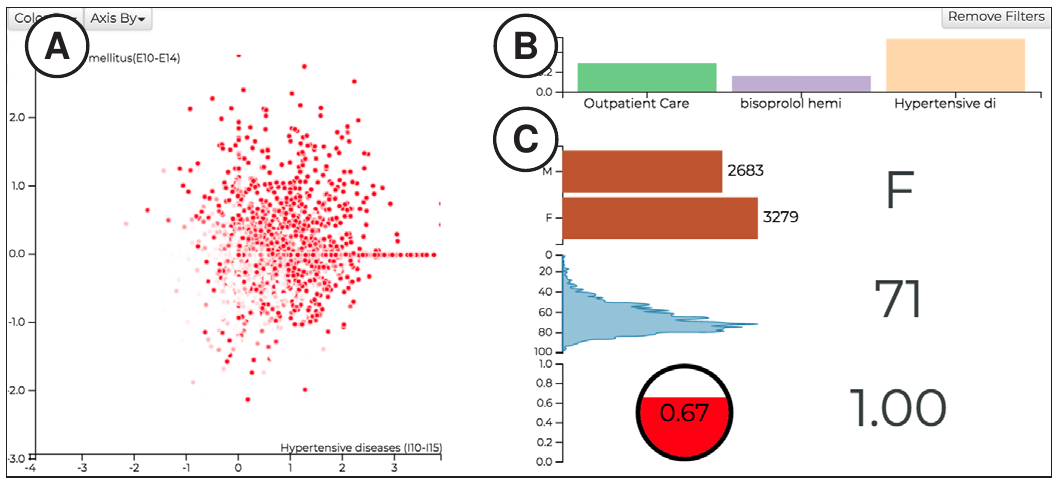 Axis By
A
mellitus(E10-E14)
2.0
1.0
0.0
-1.0
-2.0
-3.0
-4 -3 -2 -1 0 1 2 3
Hypertensive diseases (I10-I15)
Remove Filters
B
0.2
0.0
Outpatient Care bisoprolol hemi Hypertensive di
C
M 2683
F 3279
F
0
20
40
60
80
100
71
1.0
0.8
0.6
0.4
0.2
0.0
0.67
1.00